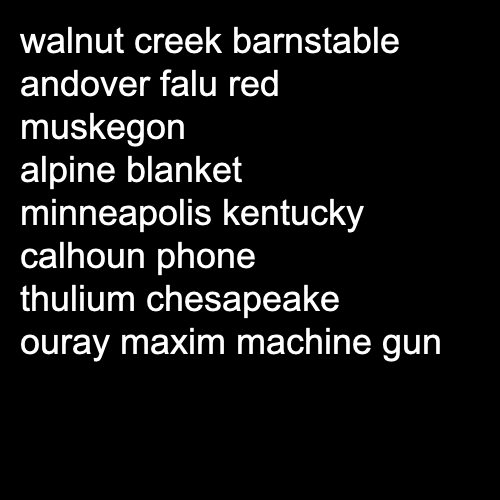 walnut creek barnstable
andover falu red
muskegon
alpine blanket
minneapolis kentucky
calhoun phone
thulium chesapeake
ouray maxim machine gun